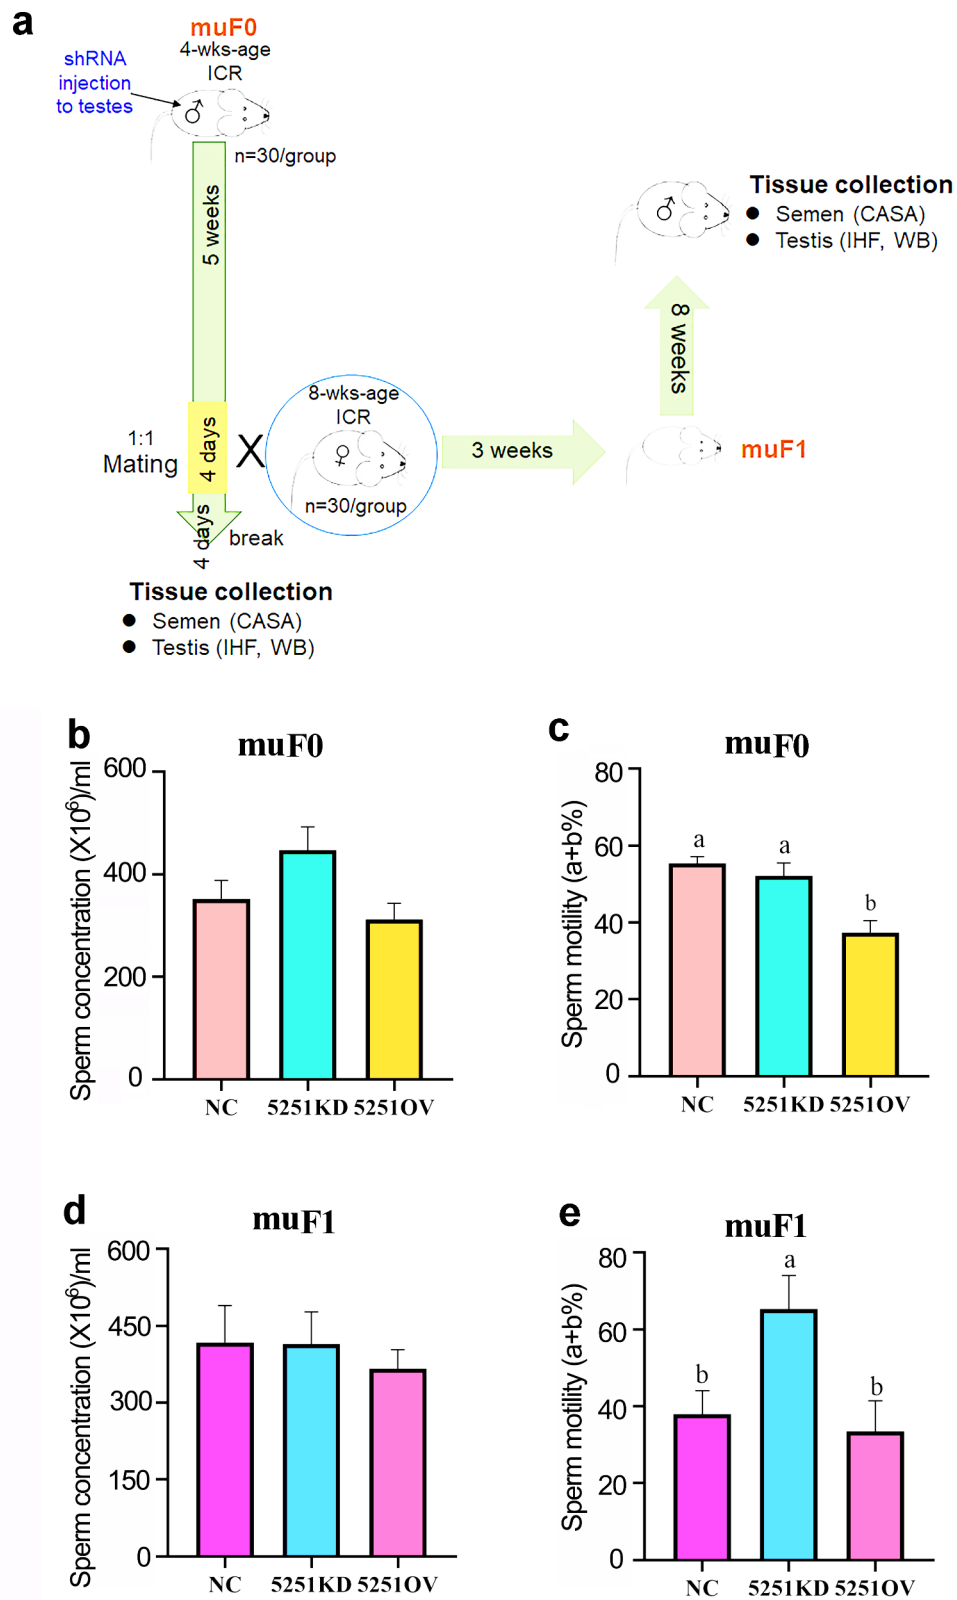 a
muF0
4-wks-age
ICR
shRNA
injection
to testes
♂
n=30/group
5 weeks
1:1
Mating
4 days
X
8-wks-age
ICR
♀
n=30/group
3 weeks
muF1
8 weeks
♂
Tissue collection
● Semen (CASA)
● Testis (IHF, WB)
4 days
break
Tissue collection
● Semen (CASA)
● Testis (IHF, WB)
b
muF0
Sperm concentration (X10⁶)/ml
600
400
200
0
NC 5251KD 5251OV
c
muF0
Sperm motility (a+b%)
80
60
40
20
0
a
a
b
NC 5251KD 5251OV
d
muF1
Sperm concentration (X10⁶)/ml
600
450
300
150
0
NC 5251KD 5251OV
e
muF1
Sperm motility (a+b%)
80
60
40
20
0
b
a
b
NC 5251KD 5251OV